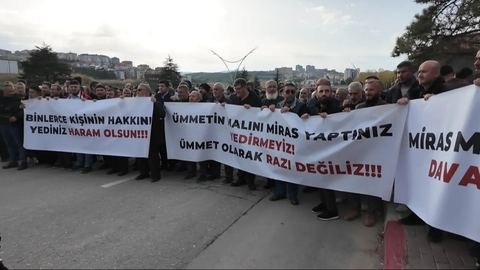 BİNLERCE KİŞİNİN HAKKINI
YEDİNİZ HARAM OLSUN!!!
ÜMMETİN MALINI MİRAS YAPTINIZ
YEDİRMEYİZ!
ÜMMET OLARAK RAZI DEĞİLİZ!!!
MİRAS M
DAVA